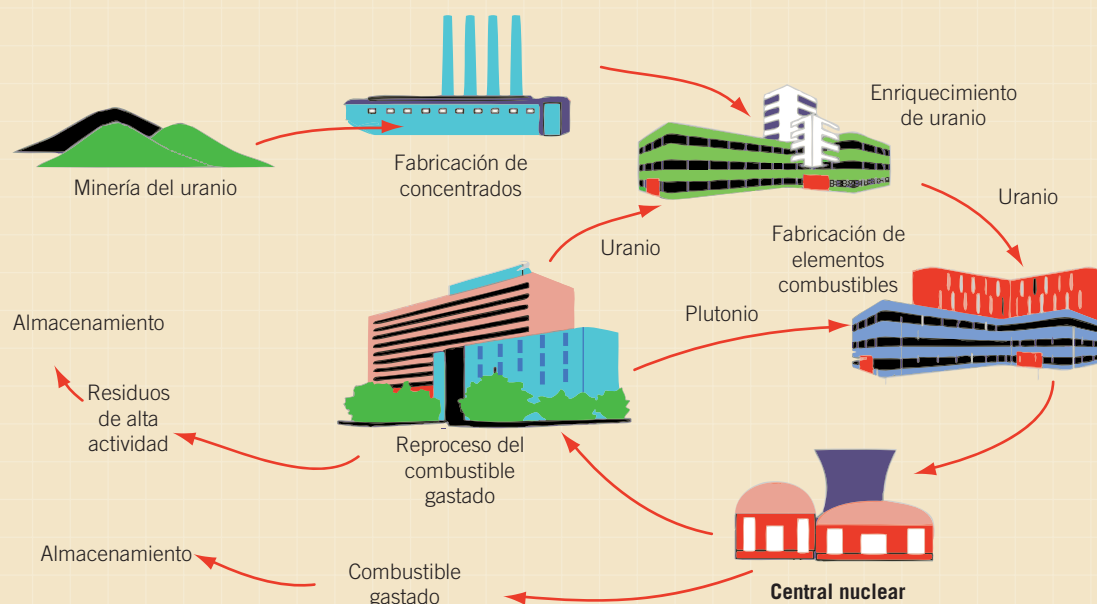 Minería del uranio
Fabricación de
concentrados
Enriquecimiento
de uranio
Uranio
Uranio
Fabricación de
elementos
combustibles
Plutonio
Almacenamiento
Residuos
de alta
actividad
Reproceso del
combustible
gastado
Almacenamiento
Combustible
gastado
Central nuclear